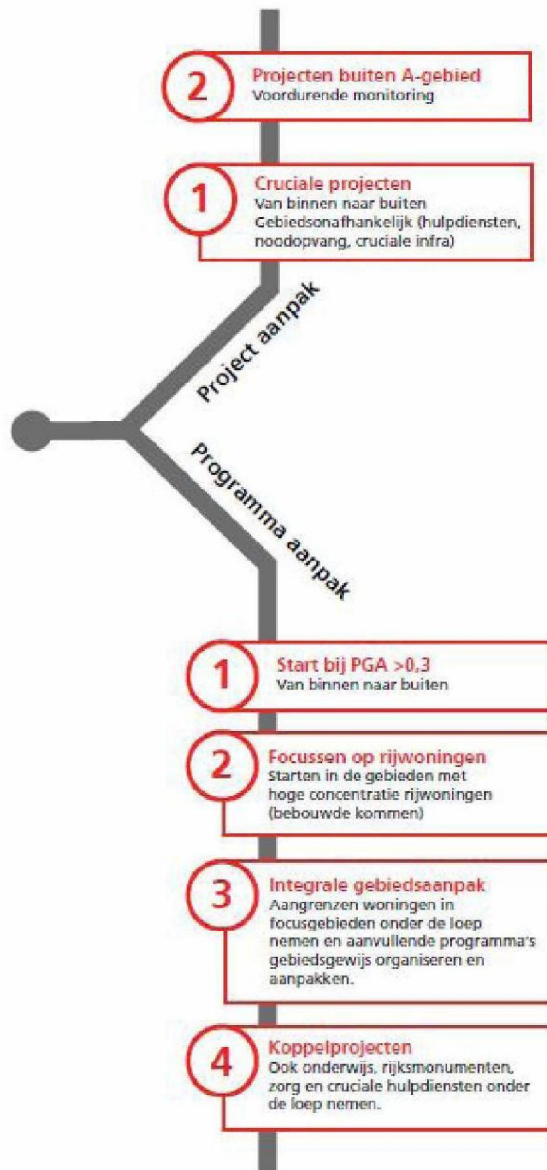 2
Projecten buiten A-gebied
Voordurende monitoring
1
Cruciale projecten
Van binnen naar buiten
Gebiedsonafhankelijk (hulpdiensten,
noodopvang, cruciale infra)
Project aanpak
Programma aanpak
1
Start bij PGA >0,3
Van binnen naar buiten
2
Focussen op rijwoningen
Starten in de gebieden met
hoge concentratie rijwoningen
(bebouwde kommen)
3
Integrale gebiedsaanpak
Aangrenzen woningen in
focusgebieden onder de loep
nemen en aanvullende programma's
gebiedsgewijs organiseren en
aanpakken.
4
Koppelprojecten
Ook onderwijs, rijksmonumenten,
zorg en cruciale hulpdiensten onder
de loep nemen.